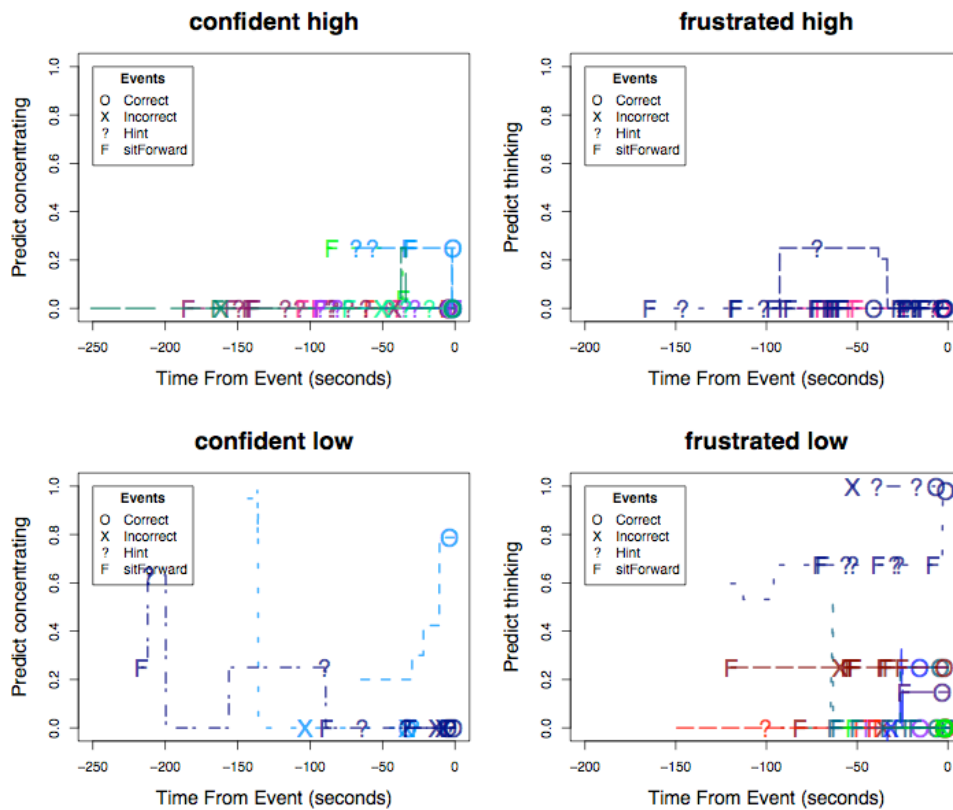 confident high
Predict concentrating
1.0
0.8
0.6
0.4
0.2
0.0
Events
O Correct
X Incorrect
? Hint
F sitForward
−250 −200 −150 −100 −50 0
Time From Event (seconds)
frustrated high
Predict thinking
1.0
0.8
0.6
0.4
0.2
0.0
Events
O Correct
X Incorrect
? Hint
F sitForward
−200 −150 −100 −50 0
Time From Event (seconds)
confident low
Predict concentrating
1.0
0.8
0.6
0.4
0.2
0.0
Events
O Correct
X Incorrect
? Hint
F sitForward
−250 −200 −150 −100 −50 0
Time From Event (seconds)
frustrated low
Predict thinking
1.0
0.8
0.6
0.4
0.2
0.0
Events
O Correct
X Incorrect
? Hint
F sitForward
−200 −150 −100 −50 0
Time From Event (seconds)